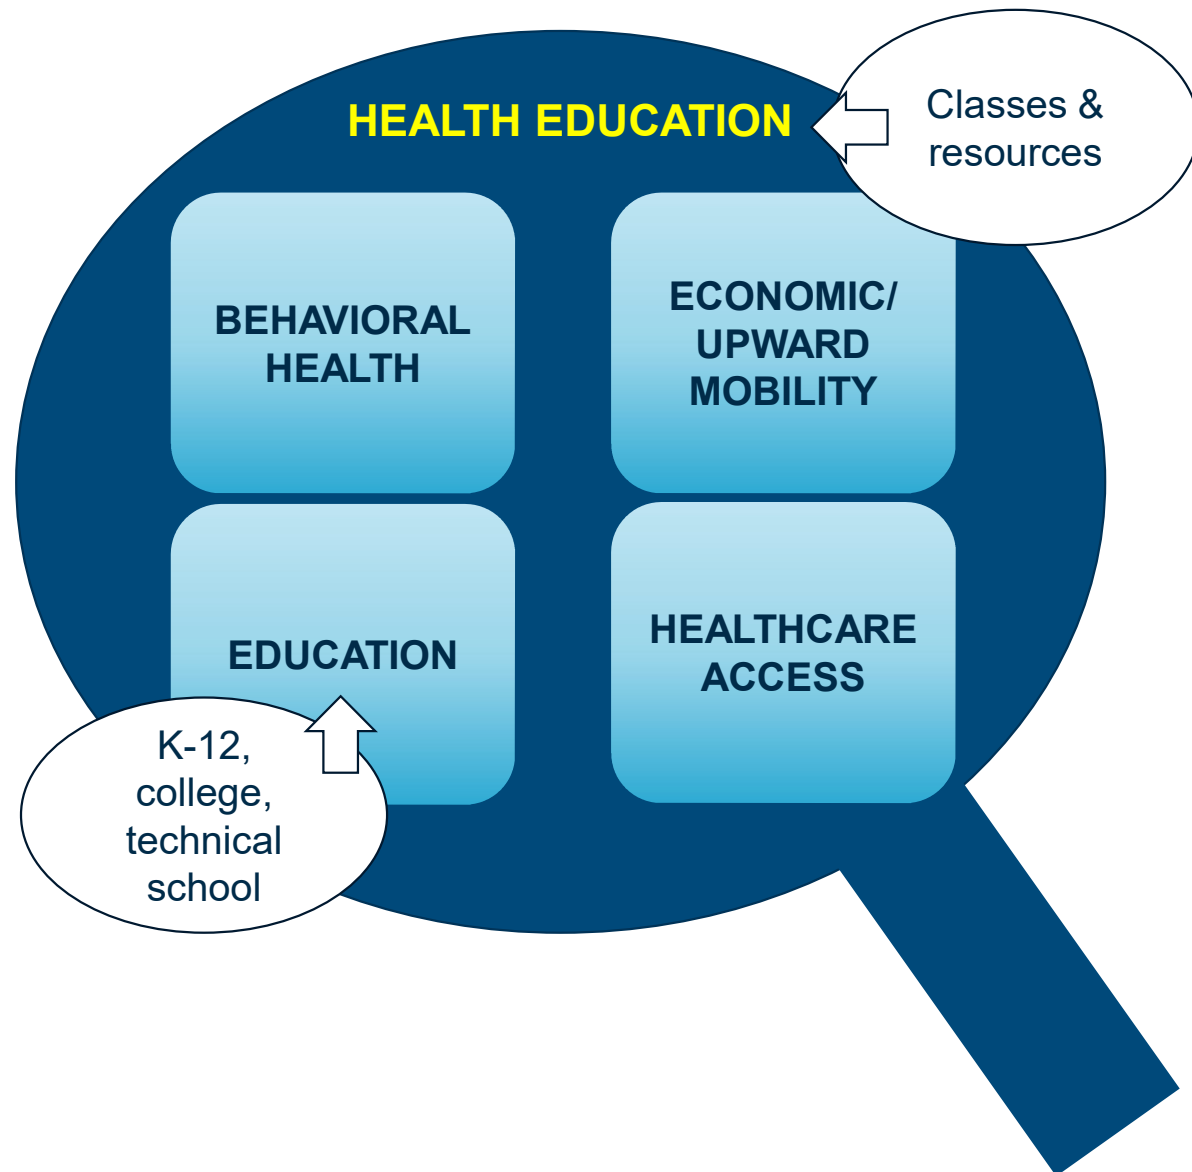 HEALTH EDUCATION
Classes &
resources
BEHAVIORAL
HEALTH
ECONOMIC/
UPWARD
MOBILITY
EDUCATION
HEALTHCARE
ACCESS
K-12,
college,
technical
school